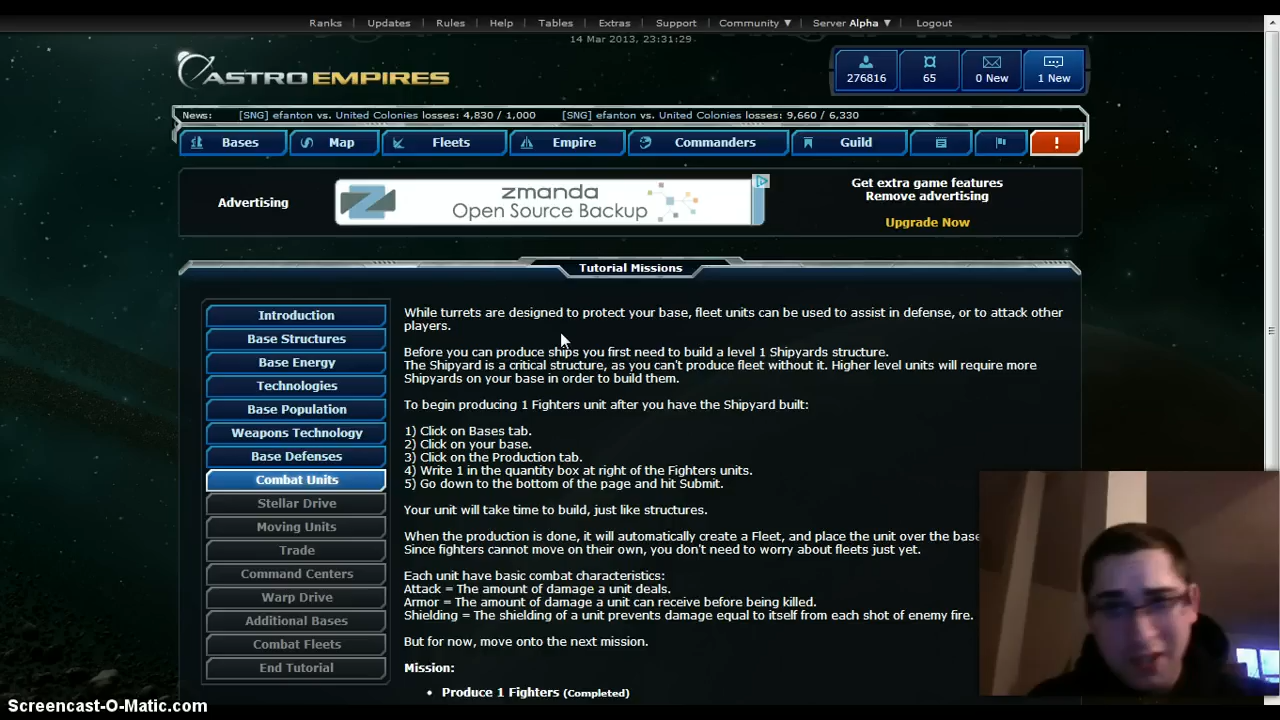 Ranks Updates Rules Help Tables Extras Support Community ▼ Server Alpha ▼ Logout
14 Mar 2013, 23:31:29
ASTRO EMPIRES
276816 65 0 New 1 New
News: [SNG] efanton vs. United Colonies losses: 4,830 / 1,000 [SNG] efanton vs. United Colonies losses: 9,660 / 6,330
Bases Map Fleets Empire Commanders Guild !
Advertising
zmanda
Open Source Backup
Get extra game features
Remove advertising
Upgrade Now
Tutorial Missions
Introduction
Base Structures
Base Energy
Technologies
Base Population
Weapons Technology
Base Defenses
Combat Units
Stellar Drive
Moving Units
Trade
Command Centers
Warp Drive
Additional Bases
Combat Fleets
End Tutorial
While turrets are designed to protect your base, fleet units can be used to assist in defense, or to attack other
players.
Before you can produce ships you first need to build a level 1 Shipyards structure.
The Shipyard is a critical structure, as you can't produce fleet without it. Higher level units will require more
Shipyards on your base in order to build them.
To begin producing 1 Fighters unit after you have the Shipyard built:
1) Click on Bases tab.
2) Click on your base.
3) Click on the Production tab.
4) Write 1 in the quantity box at right of the Fighters units.
5) Go down to the bottom of the page and hit Submit.
Your unit will take time to build, just like structures.
When the production is done, it will automatically create a Fleet, and place the unit over the base
Since fighters cannot move on their own, you don't need to worry about fleets just yet.
Each unit have basic combat characteristics:
Attack = The amount of damage a unit deals.
Armor = The amount of damage a unit can receive before being killed.
Shielding = The shielding of a unit prevents damage equal to itself from each shot of enemy fire.
But for now, move onto the next mission.
Mission:
• Produce 1 Fighters (Completed)
Screencast-O-Matic.com